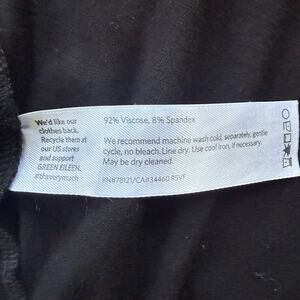 We'd like our
clothes back.
Recycle them at
our US stores
and support
GREEN EILEEN.
#thxverymuch
92% Viscose, 8% Spandex
We recommend machine wash cold, separately, gentle
cycle, no bleach. Line dry. Use cool iron, if necessary.
May be dry cleaned.
RN#78121/CA#34460 RSVF